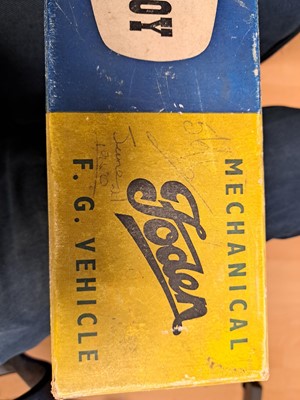 OY
MECHANICAL
Foden
F. G. VEHICLE